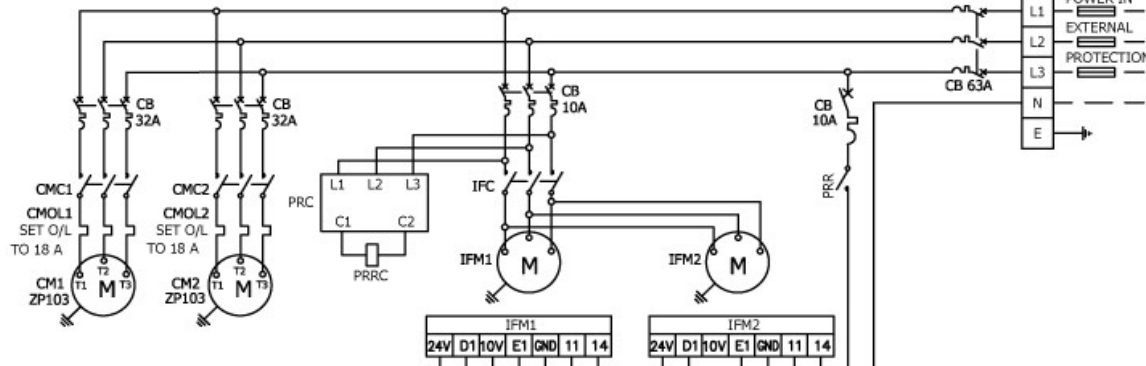 L1
POWER IN
L2
EXTERNAL
L3
PROTECTION
CB 63A
N
E
CB
32A
CB
32A
CB
10A
CB
10A
CMC1
CMC2
IFC
PRR
CMOL1
SET O/L
TO 18 A
CMOL2
SET O/L
TO 18 A
PRC
L1 L2 L3
C1 C2
PRRC
CM1
ZP103
T1 T2 T3
M
CM2
ZP103
T1 T2 T3
M
IFM1
M
IFM2
M
IFM1
24V D1 10V E1 GND 11 14
IFM2
24V D1 10V E1 GND 11 14